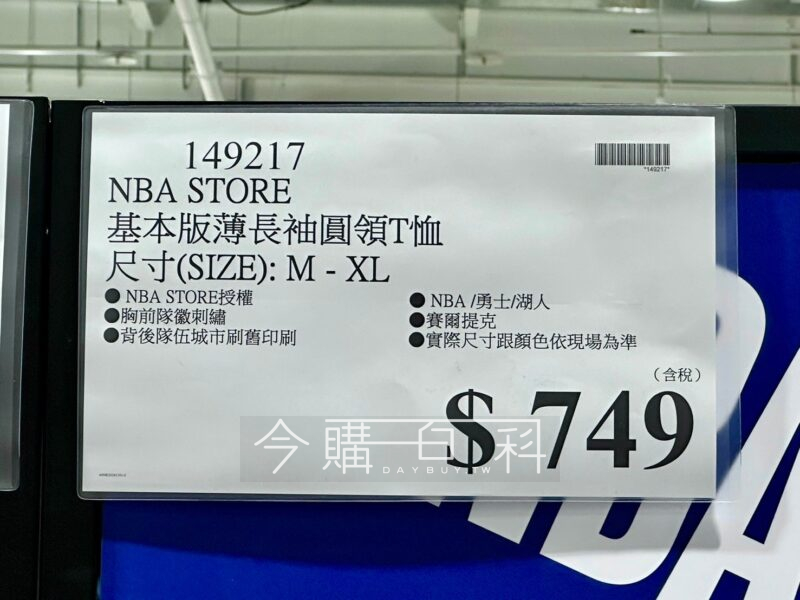 149217
*149217*
NBA STORE
基本版薄長袖圓領T恤
尺寸(SIZE): M - XL
● NBA STORE授權
●胸前隊徽刺繡
●背後隊伍城市刷舊印刷
● NBA /勇士/湖人
●賽爾提克
●實際尺寸跟顏色依現場為準
(含稅)
$ 749
今購百科
DAYBUY.TW